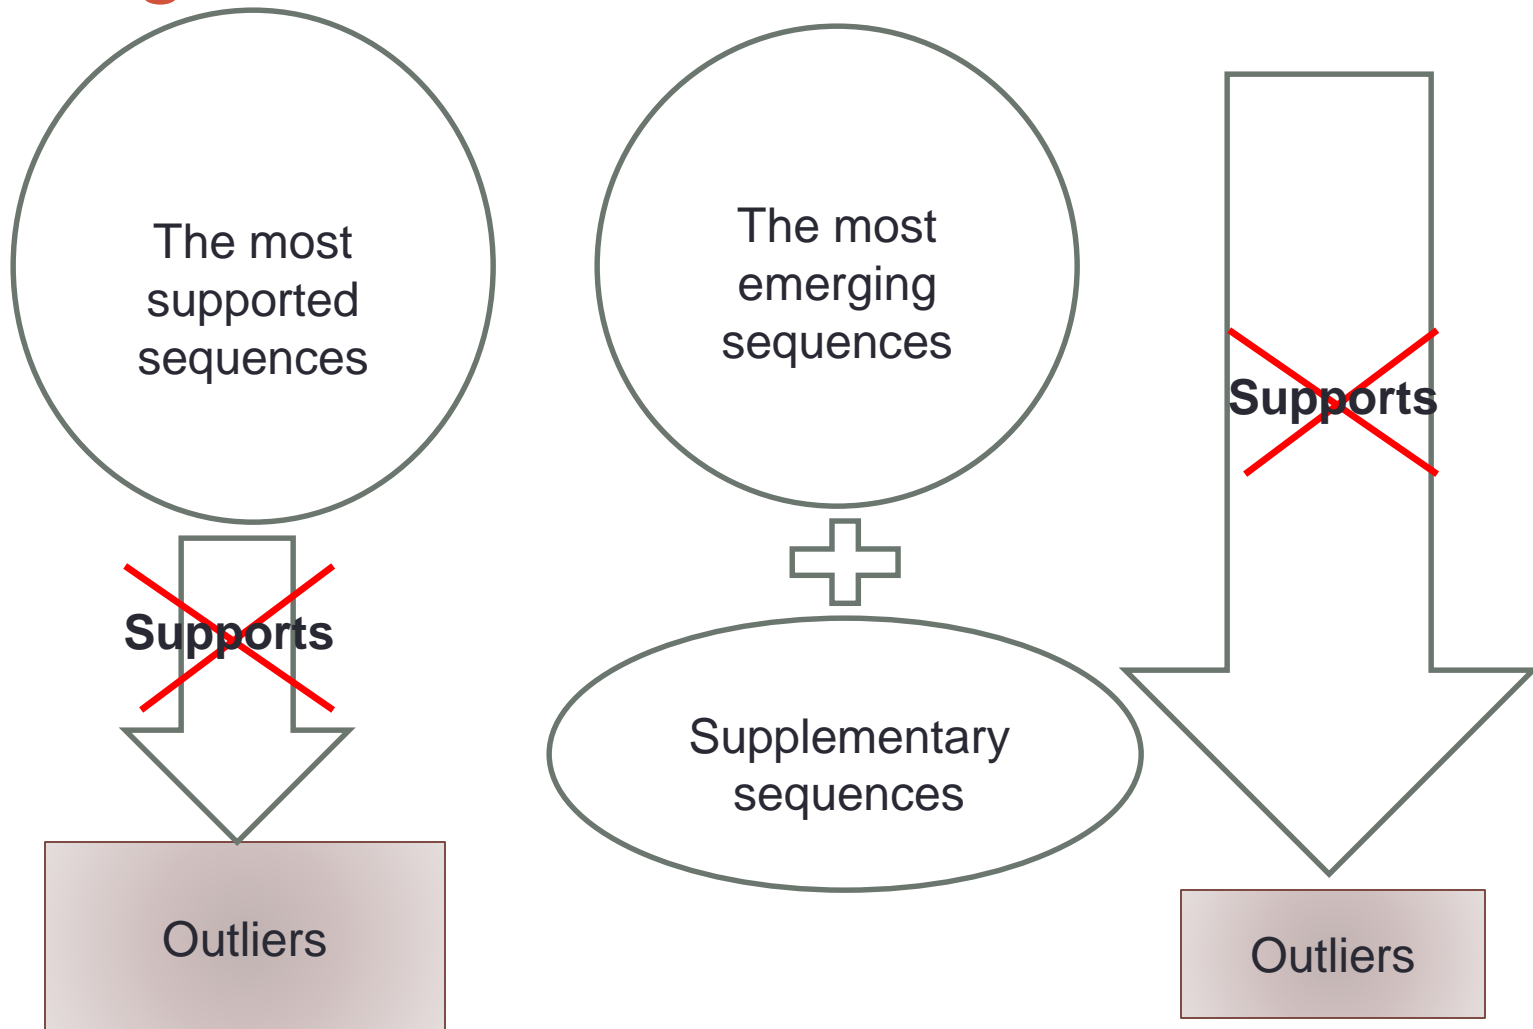 The most
supported
sequences
Supports
Outliers
The most
emerging
sequences
Supplementary
sequences
Supports
Outliers